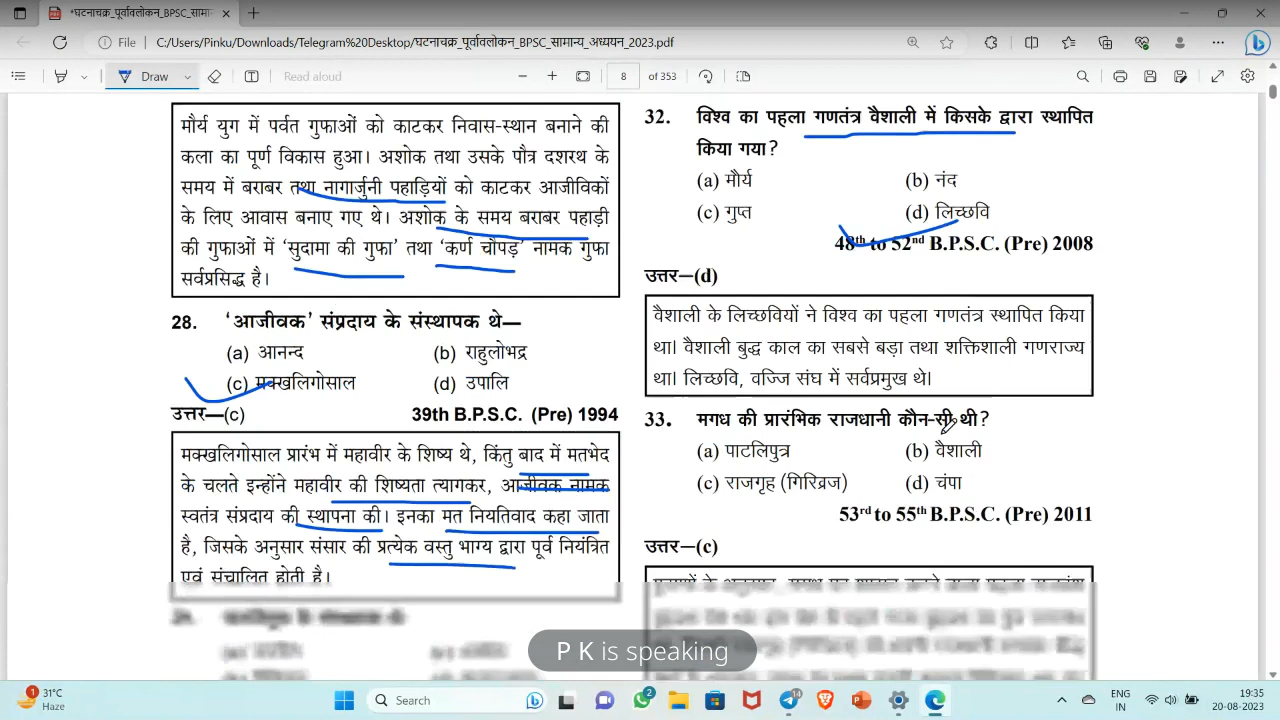 *घटनाचक्र_पूर्वावलोकन_BPSC_सामान
File
C:/Users/Pinku/Downloads/Telegram%20Desktop/घटनाचक्र_पूर्वावलोकन_BPSC_सामान्य_अध्ययन_2023.pdf
Draw
Read aloud
8
of 353
मौर्य युग में पर्वत गुफाओं को काटकर निवास-स्थान बनाने की
कला का पूर्ण विकास हुआ। अशोक तथा उसके पौत्र दशरथ के
समय में बराबर तथा नागार्जुनी पहाड़ियों को काटकर आजीविकों
के लिए आवास बनाए गए थे। अशोक के समय बराबर पहाड़ी
की गुफाओं में ‘सुदामा की गुफा’ तथा ‘कर्ण चौपड़’ नामक गुफा
सर्वप्रसिद्ध है।
28. ‘आजीवक’ संप्रदाय के संस्थापक थे—
(a) आनन्द (b) राहुलोभद्र
(c) मक्खलिगोसाल (d) उपालि
उत्तर—(c) 39th B.P.S.C. (Pre) 1994
मक्खलिगोसाल प्रारंभ में महावीर के शिष्य थे, किंतु बाद में मतभेद
के चलते इन्होंने महावीर की शिष्यता त्यागकर, आजीवक नामक
स्वतंत्र संप्रदाय की स्थापना की। इनका मत नियतिवाद कहा जाता
है, जिसके अनुसार संसार की प्रत्येक वस्तु भाग्य द्वारा पूर्व नियंत्रित
एवं संचालित होती है।
32. विश्व का पहला गणतंत्र वैशाली में किसके द्वारा स्थापित
किया गया?
(a) मौर्य (b) नंद
(c) गुप्त (d) लिच्छवि
48th to 52nd B.P.S.C. (Pre) 2008
उत्तर—(d)
वैशाली के लिच्छवियों ने विश्व का पहला गणतंत्र स्थापित किया
था। वैशाली बुद्ध काल का सबसे बड़ा तथा शक्तिशाली गणराज्य
था। लिच्छवि, वज्जि संघ में सर्वप्रमुख थे।
33. मगध की प्रारंभिक राजधानी कौन-सी थी?
(a) पाटलिपुत्र (b) वैशाली
(c) राजगृह (गिरिव्रज) (d) चंपा
53rd to 55th B.P.S.C. (Pre) 2011
उत्तर—(c)
P K is speaking
1
31°C
Haze
Search
2
14
ENG
IN
19:35
20-08-2023